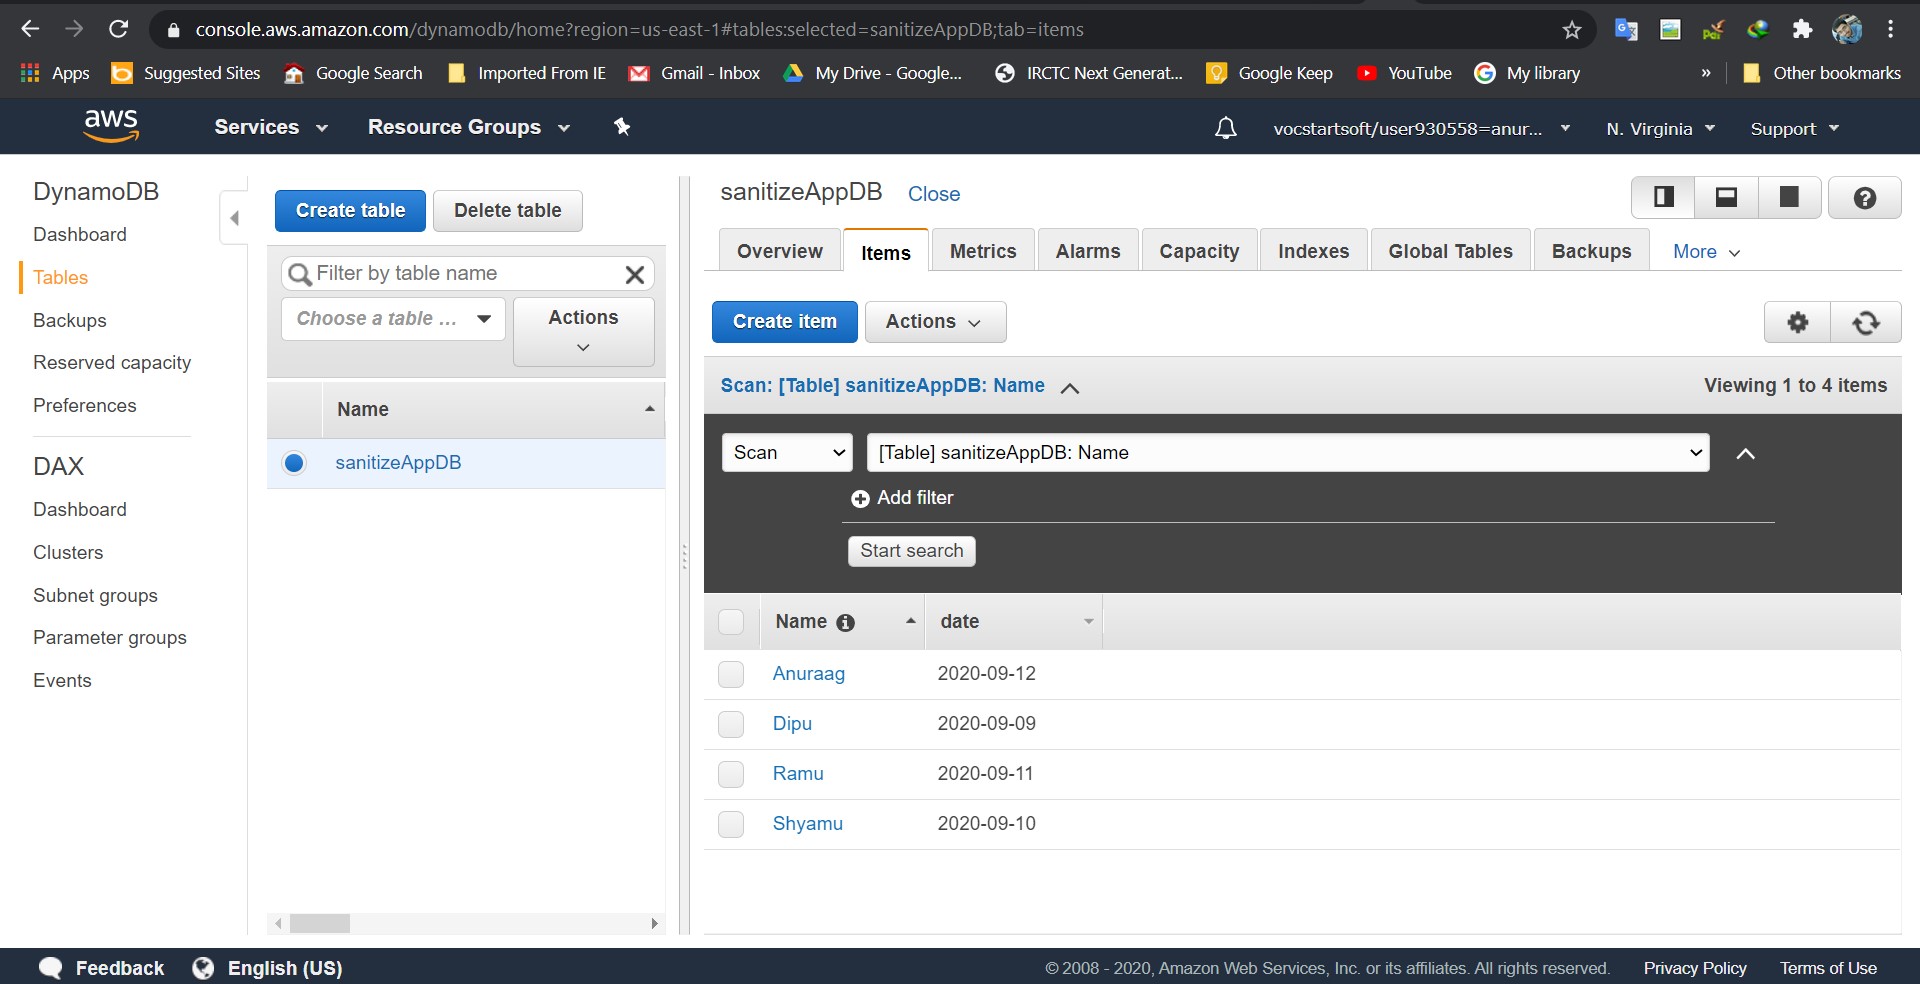 console.aws.amazon.com/dynamodb/home?region=us-east-1#tables:selected=sanitizeAppDB;tab=items
Apps Suggested Sites Google Search Imported From IE Gmail - Inbox My Drive - Google... IRCTC Next Generat... Google Keep YouTube My library » Other bookmarks
aws Services Resource Groups vocstartsoft/user930558=anur... N. Virginia Support
DynamoDB
Dashboard
Tables
Backups
Reserved capacity
Preferences
DAX
Dashboard
Clusters
Subnet groups
Parameter groups
Events
Create table Delete table
Filter by table name
Choose a table ... Actions
Name
sanitizeAppDB
sanitizeAppDB Close
Overview Items Metrics Alarms Capacity Indexes Global Tables Backups More
Create item Actions
Scan: [Table] sanitizeAppDB: Name Viewing 1 to 4 items
Scan [Table] sanitizeAppDB: Name
Add filter
Start search
Name date
Anuraag 2020-09-12
Dipu 2020-09-09
Ramu 2020-09-11
Shyamu 2020-09-10
Feedback English (US) © 2008 - 2020, Amazon Web Services, Inc. or its affiliates. All rights reserved. Privacy Policy Terms of Use